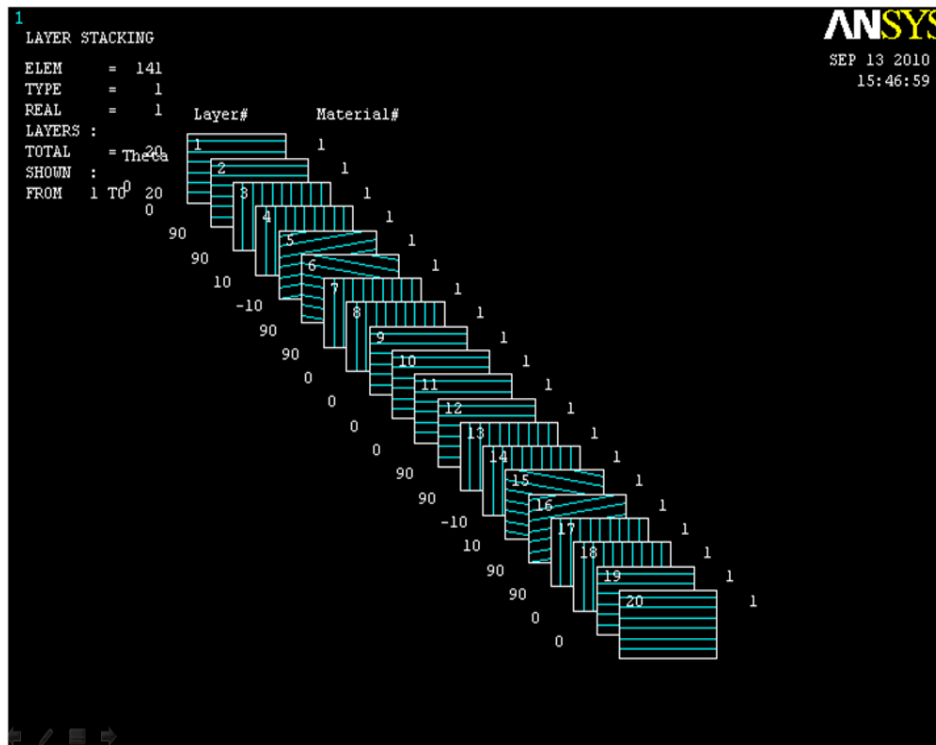 1
ANSYS
LAYER STACKING
SEP 13 2010
15:46:59
ELEM = 141
TYPE = 1
REAL = 1
LAYERS :
TOTAL = 20
SHOWN :
FROM 1 TO 20
Theta Layer# Material#
0 1 1
0 2 1
90 3 1
90 4 1
10 5 1
-10 6 1
90 7 1
90 8 1
0 9 1
0 10 1
0 11 1
0 12 1
90 13 1
90 14 1
-10 15 1
10 16 1
90 17 1
90 18 1
0 19 1
0 20 1